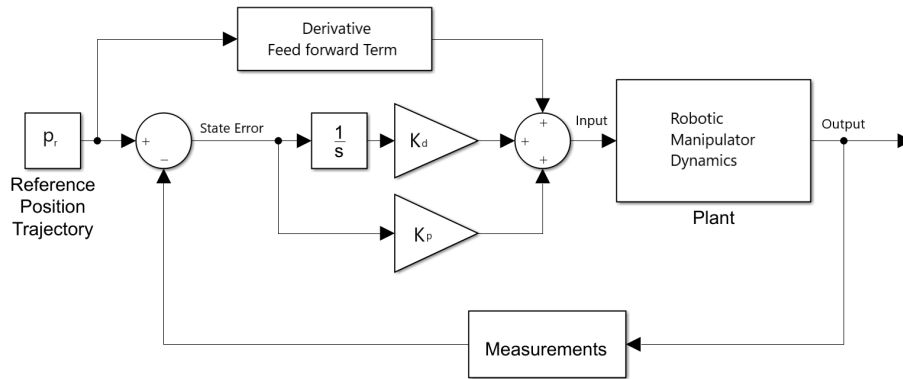 Derivative
Feed forward Term
pr
+
−
State Error
1
s
Kd
+
+
+
Input
Robotic
Manipulator
Dynamics
Output
Reference
Position
Trajectory
Kp
Plant
Measurements